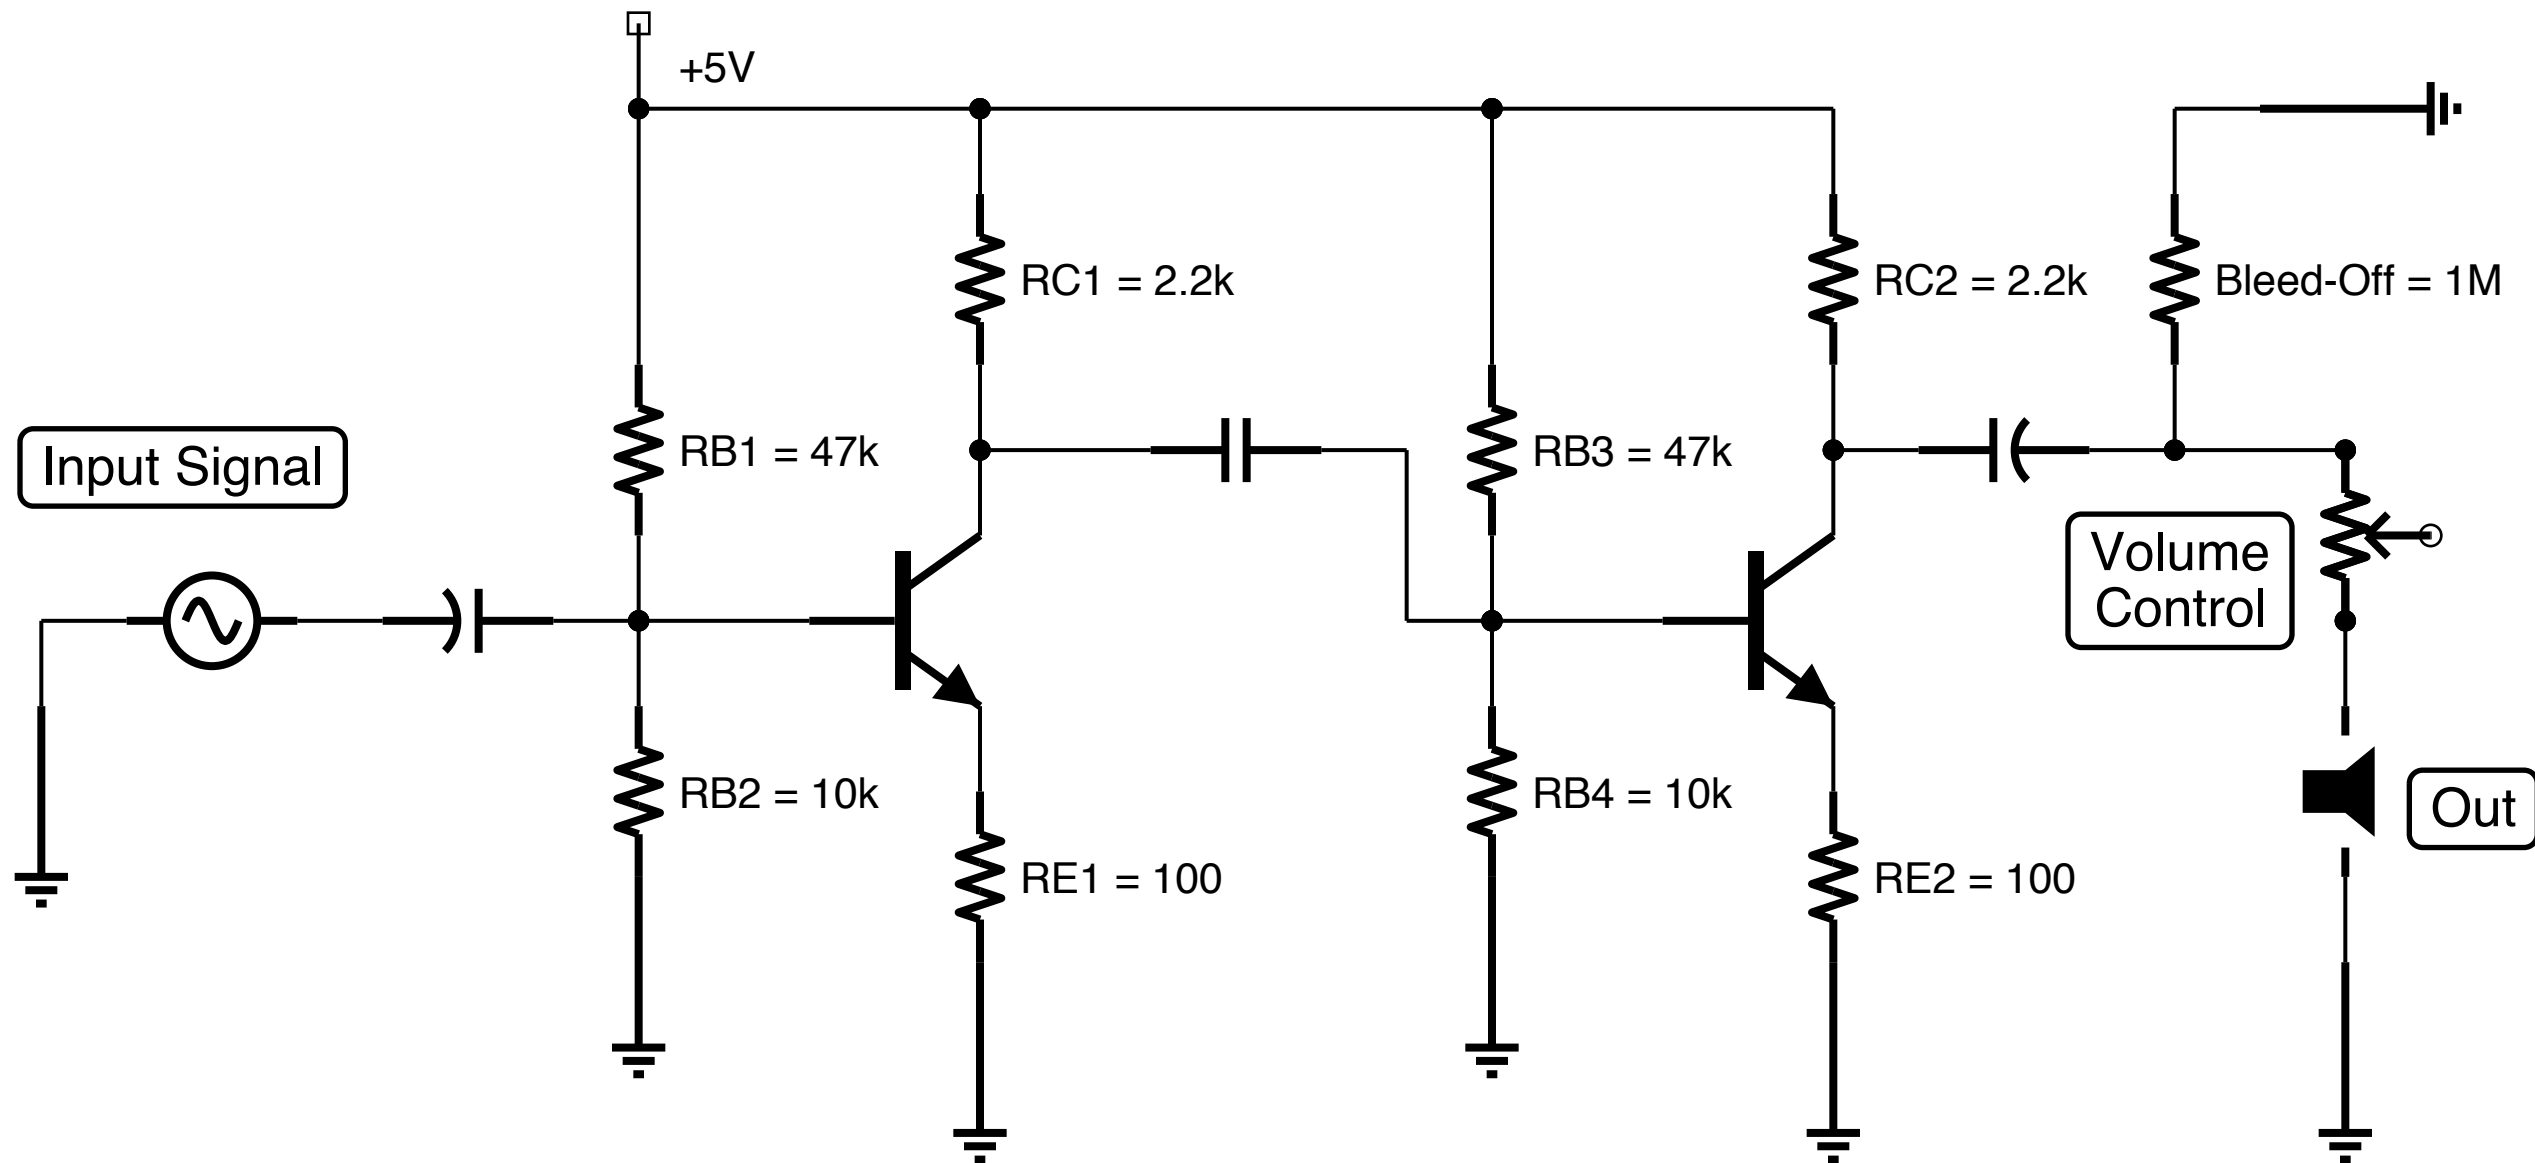 +5V
RC1 = 2.2k
RC2 = 2.2k
Bleed-Off = 1M
Input Signal
RB1 = 47k
RB3 = 47k
Volume
Control
RB2 = 10k
RB4 = 10k
Out
RE1 = 100
RE2 = 100